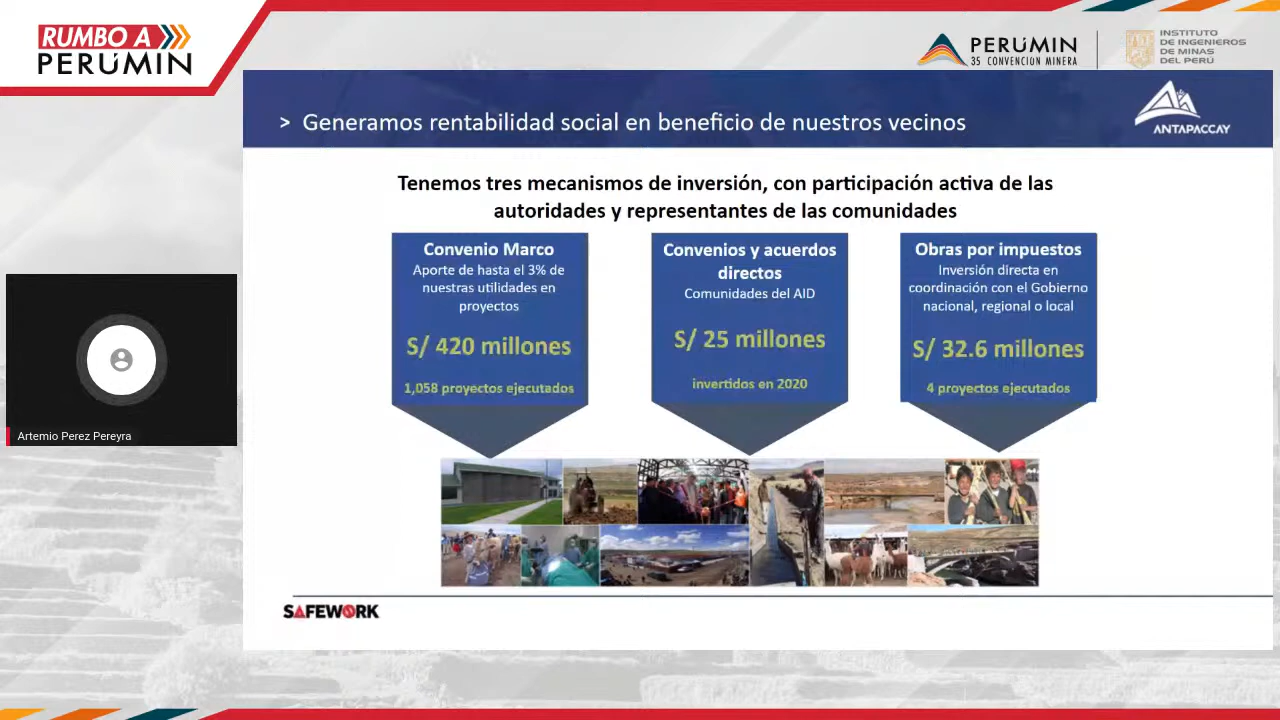 RUMBO A
PERÚMIN
PERÚMIN
35 CONVENCIÓN MINERA
INSTITUTO
DE INGENIEROS
DE MINAS
DEL PERÚ
> Generamos rentabilidad social en beneficio de nuestros vecinos
ANTAPACCAY
Tenemos tres mecanismos de inversión, con participación activa de las
autoridades y representantes de las comunidades
Convenio Marco
Aporte de hasta el 3% de
nuestras utilidades en
proyectos
S/ 420 millones
1,058 proyectos ejecutados
Convenios y acuerdos
directos
Comunidades del AID
S/ 25 millones
invertidos en 2020
Obras por impuestos
Inversión directa en
coordinación con el Gobierno
nacional, regional o local
S/ 32.6 millones
4 proyectos ejecutados
Artemio Perez Pereyra
SAFEWORK